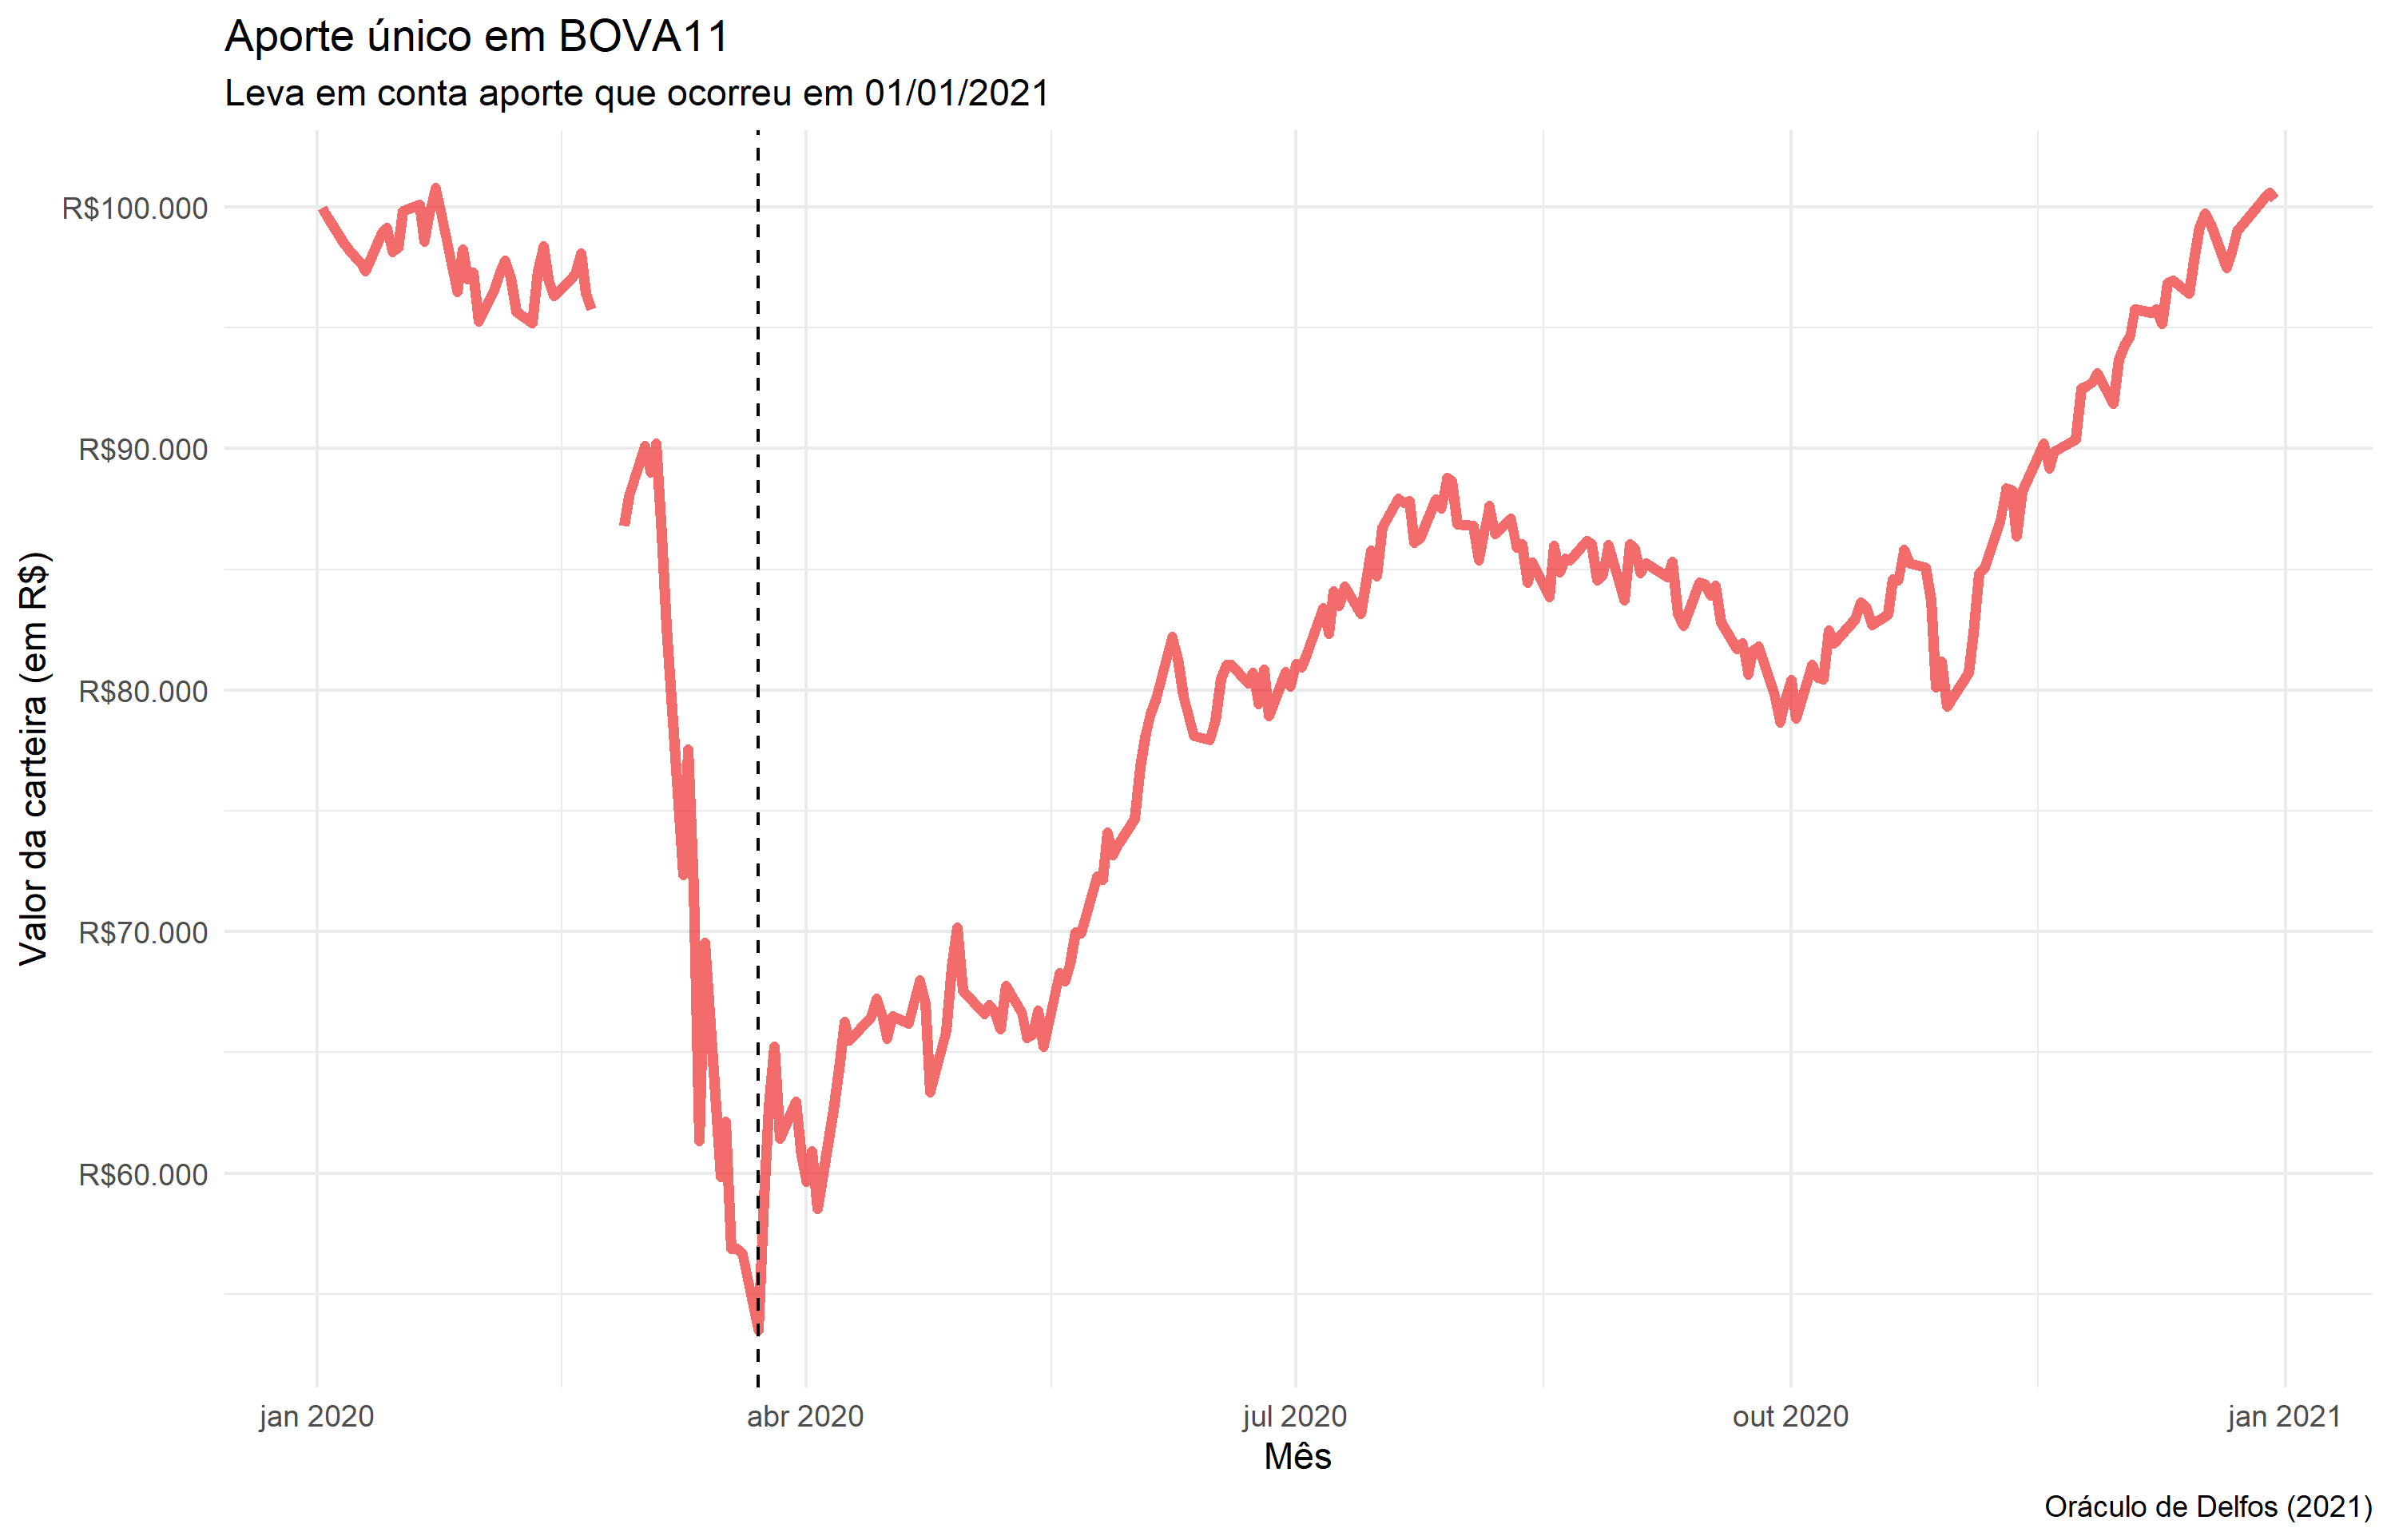 Aporte único em BOVA11
Leva em conta aporte que ocorreu em 01/01/2021
Valor da carteira (em R$)
R$100.000
R$90.000
R$80.000
R$70.000
R$60.000
jan 2020
abr 2020
jul 2020
out 2020
jan 2021
Mês
Oráculo de Delfos (2021)